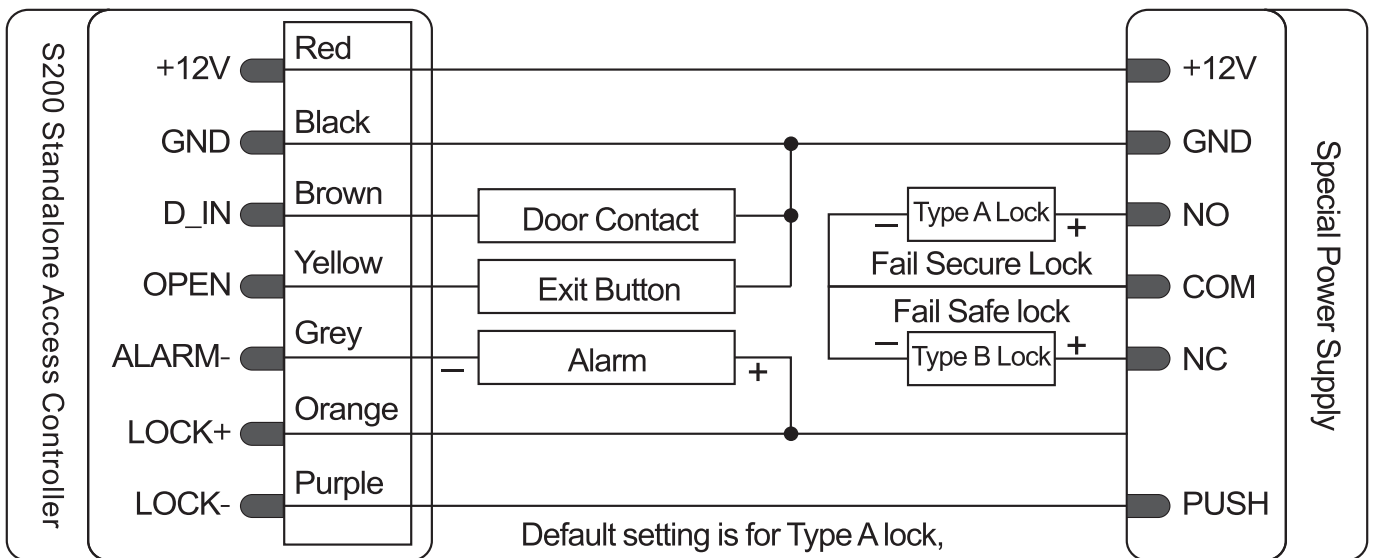 S200 Standalone Access Controller
+12V
Red
+12V
GND
Black
GND
D_IN
Brown
Door Contact
−
Type A Lock
+
NO
OPEN
Yellow
Exit Button
Fail Secure Lock
COM
Fail Safe lock
ALARM-
Grey
−
Alarm
+
−
Type B Lock
+
NC
LOCK+
Orange
LOCK-
Purple
PUSH
Default setting is for Type A lock,
Special Power Supply